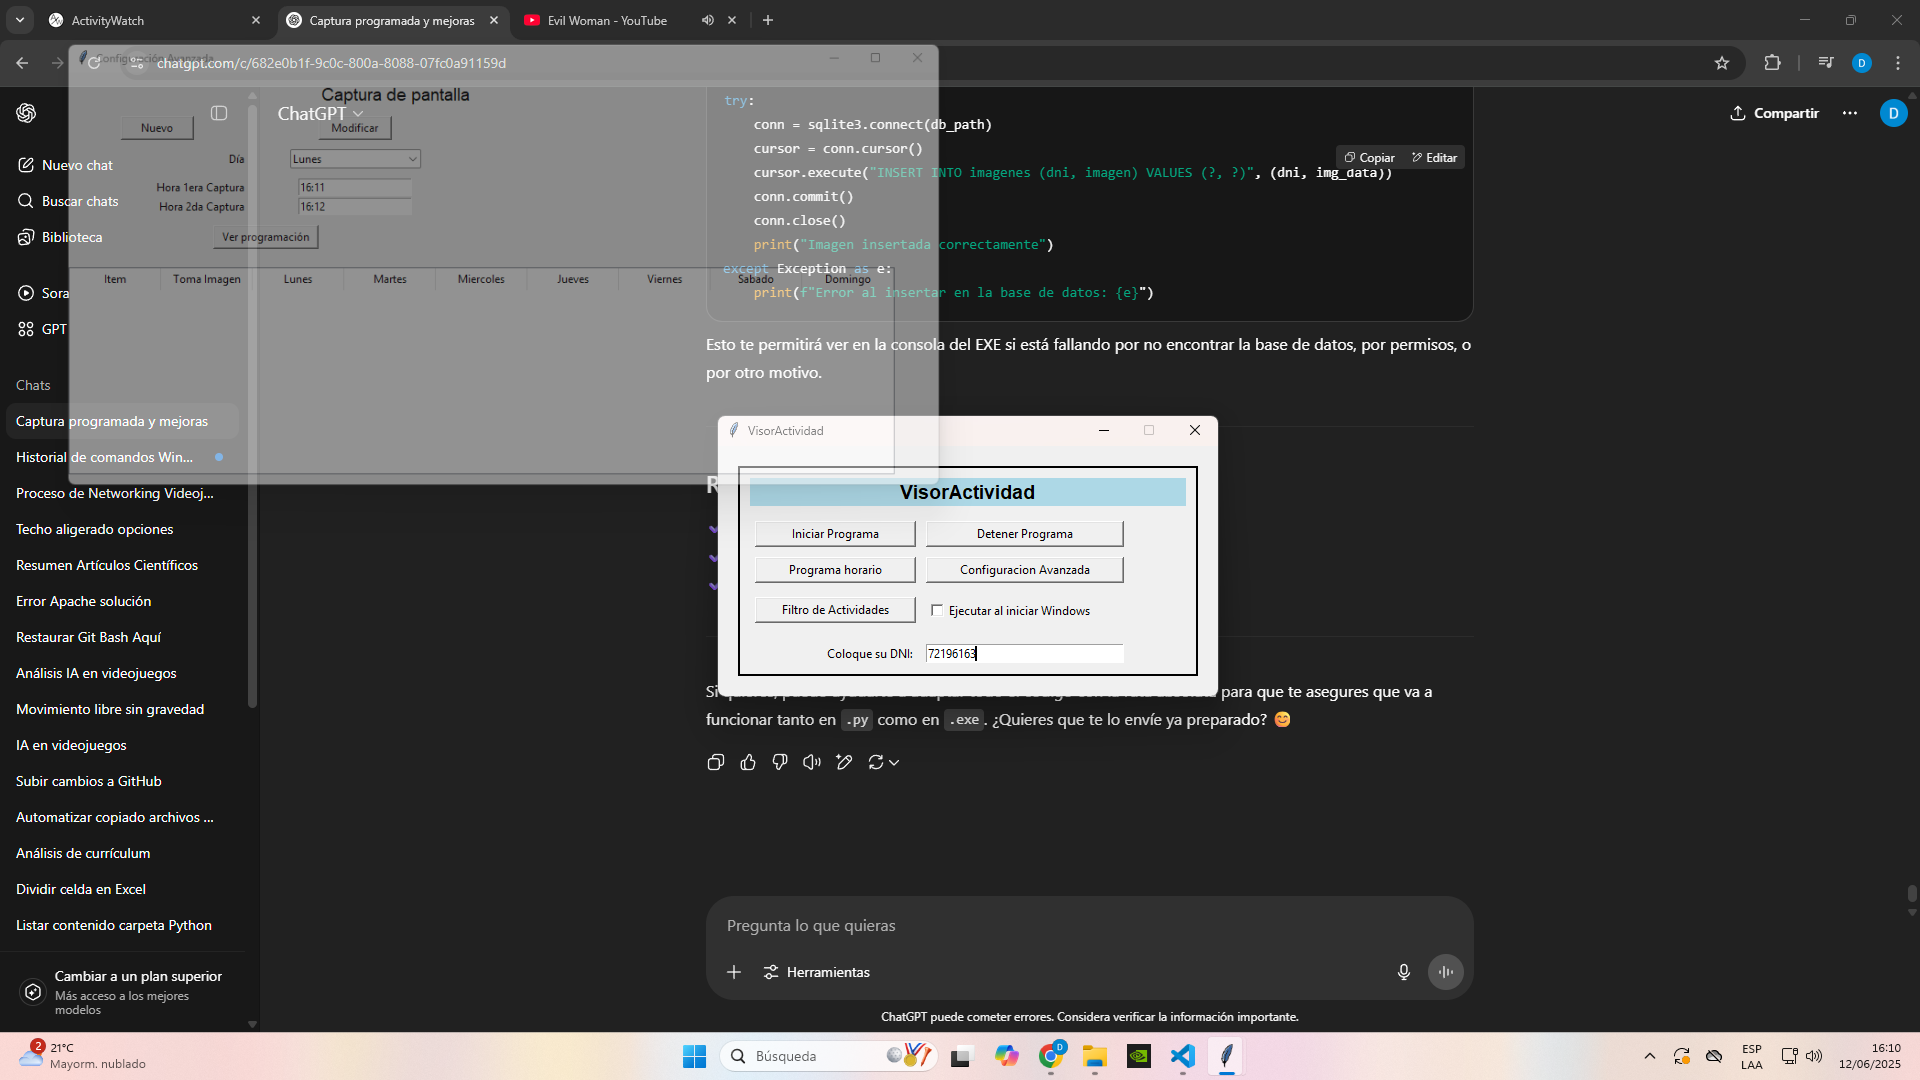 ActivityWatch
Captura programada y mejoras
Evil Woman - YouTube
Configuración Avanzada
chatgpt.com/c/682e0b1f-9c0c-800a-8088-07fc0a91159d
D
Captura de pantalla
ChatGPT
Nuevo
Modificar
Día
Lunes
Hora 1era Captura
16:11
Hora 2da Captura
16:12
Ver programación
Item Toma Imagen Lunes Martes Miercoles Jueves Viernes Sabado Domingo
Nuevo chat
Buscar chats
Biblioteca
Sora
GPT
Chats
Captura programada y mejoras
Historial de comandos Win...
Proceso de Networking Videoj...
Techo aligerado opciones
Resumen Artículos Científicos
Error Apache solución
Restaurar Git Bash Aquí
Análisis IA en videojuegos
Movimiento libre sin gravedad
IA en videojuegos
Subir cambios a GitHub
Automatizar copiado archivos ...
Análisis de currículum
Dividir celda en Excel
Listar contenido carpeta Python
Cambiar a un plan superior
Más acceso a los mejores
modelos
Compartir
D
Copiar
Editar
try:
conn = sqlite3.connect(db_path)
cursor = conn.cursor()
cursor.execute("INSERT INTO imagenes (dni, imagen) VALUES (?, ?)", (dni, img_data))
conn.commit()
conn.close()
print("Imagen insertada correctamente")
except Exception as e:
print(f"Error al insertar en la base de datos: {e}")
Esto te permitirá ver en la consola del EXE si está fallando por no encontrar la base de datos, por permisos, o
por otro motivo.
VisorActividad
VisorActividad
Iniciar Programa
Detener Programa
Programa horario
Configuracion Avanzada
Filtro de Actividades
Ejecutar al iniciar Windows
Coloque su DNI:
72196163
para que te asegures que va a
funcionar tanto en .py como en .exe. ¿Quieres que te lo envíe ya preparado? 😊
Pregunta lo que quieras
Herramientas
ChatGPT puede cometer errores. Considera verificar la información importante.
2
21°C
Mayorm. nublado
Búsqueda
D
ESP
LAA
16:10
12/06/2025